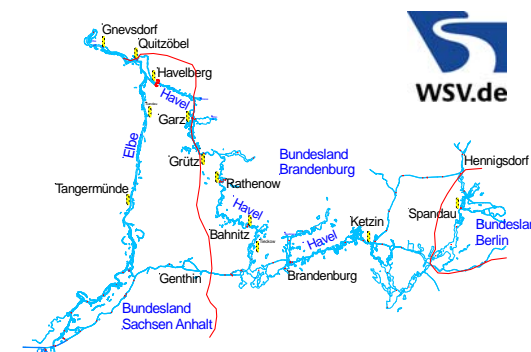 Gnevsdorf
Quitzöbel
WSV.de
Havelberg
Havel
Garz
Elbe
Grütz
Bundesland
Brandenburg
Hennigsdorf
Rathenow
Tangermünde
Havel
Ketzin
Spandau
Bundesland
Berlin
Bahnitz
Havel
Genthin
Brandenburg
Bundesland
Sachsen Anhalt